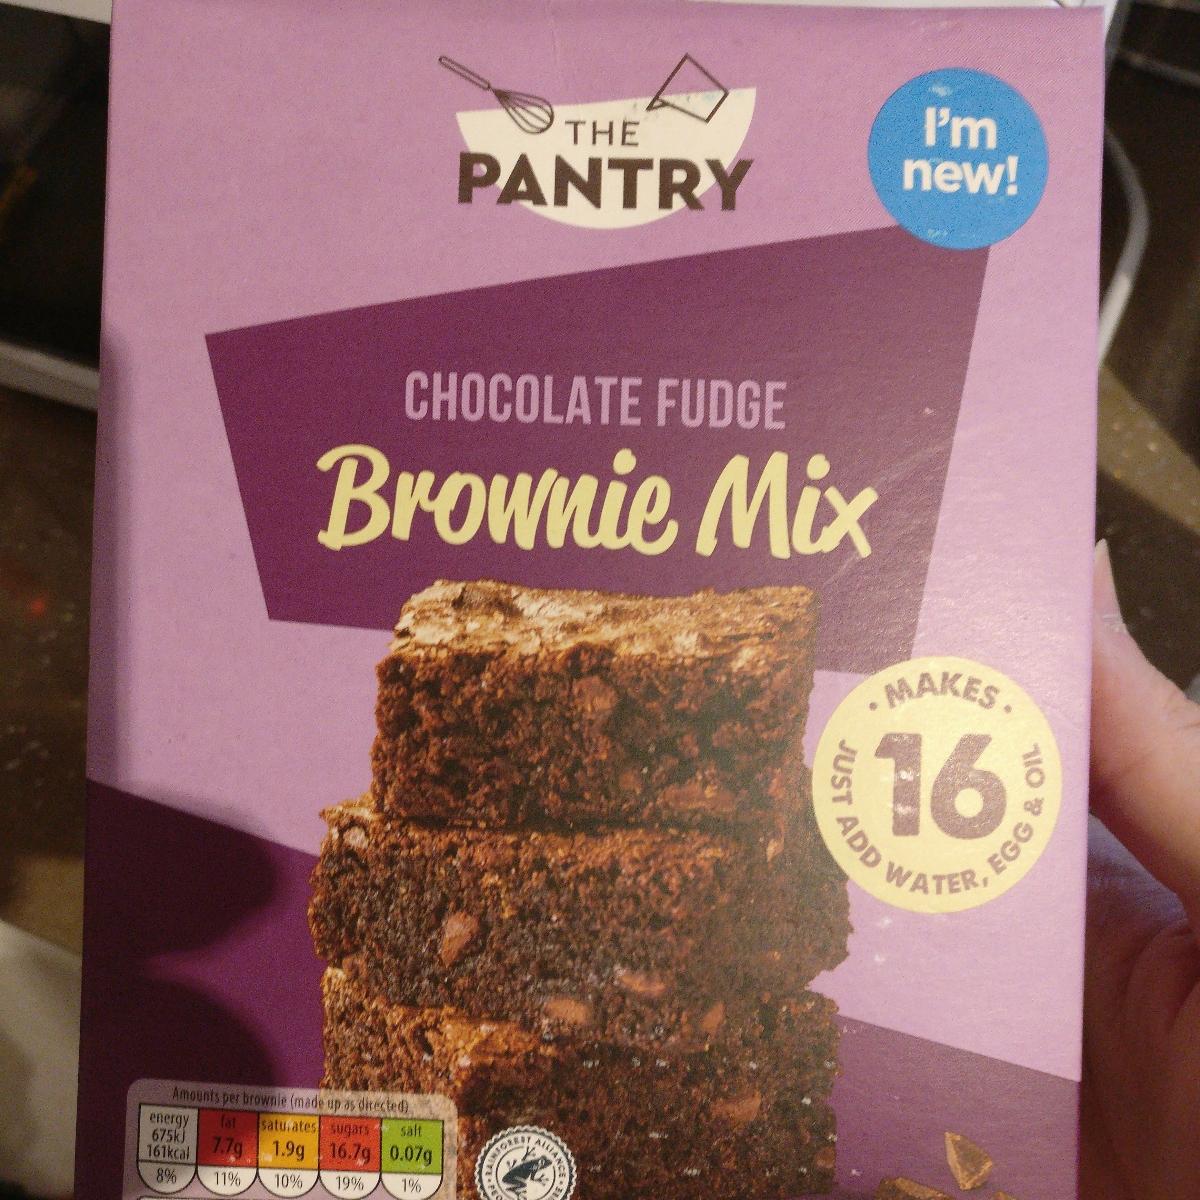 THE
PANTRY
I'm
new!
CHOCOLATE FUDGE
Brownie Mix
· MAKES ·
16
JUST ADD WATER, EGG & OIL
Amounts per brownie (made up as directed)
energy
675kJ
161kcal
8%
fat
7.7g
11%
saturates
1.9g
10%
sugars
16.7g
19%
salt
0.07g
1%
RAINFOREST ALLIANCE